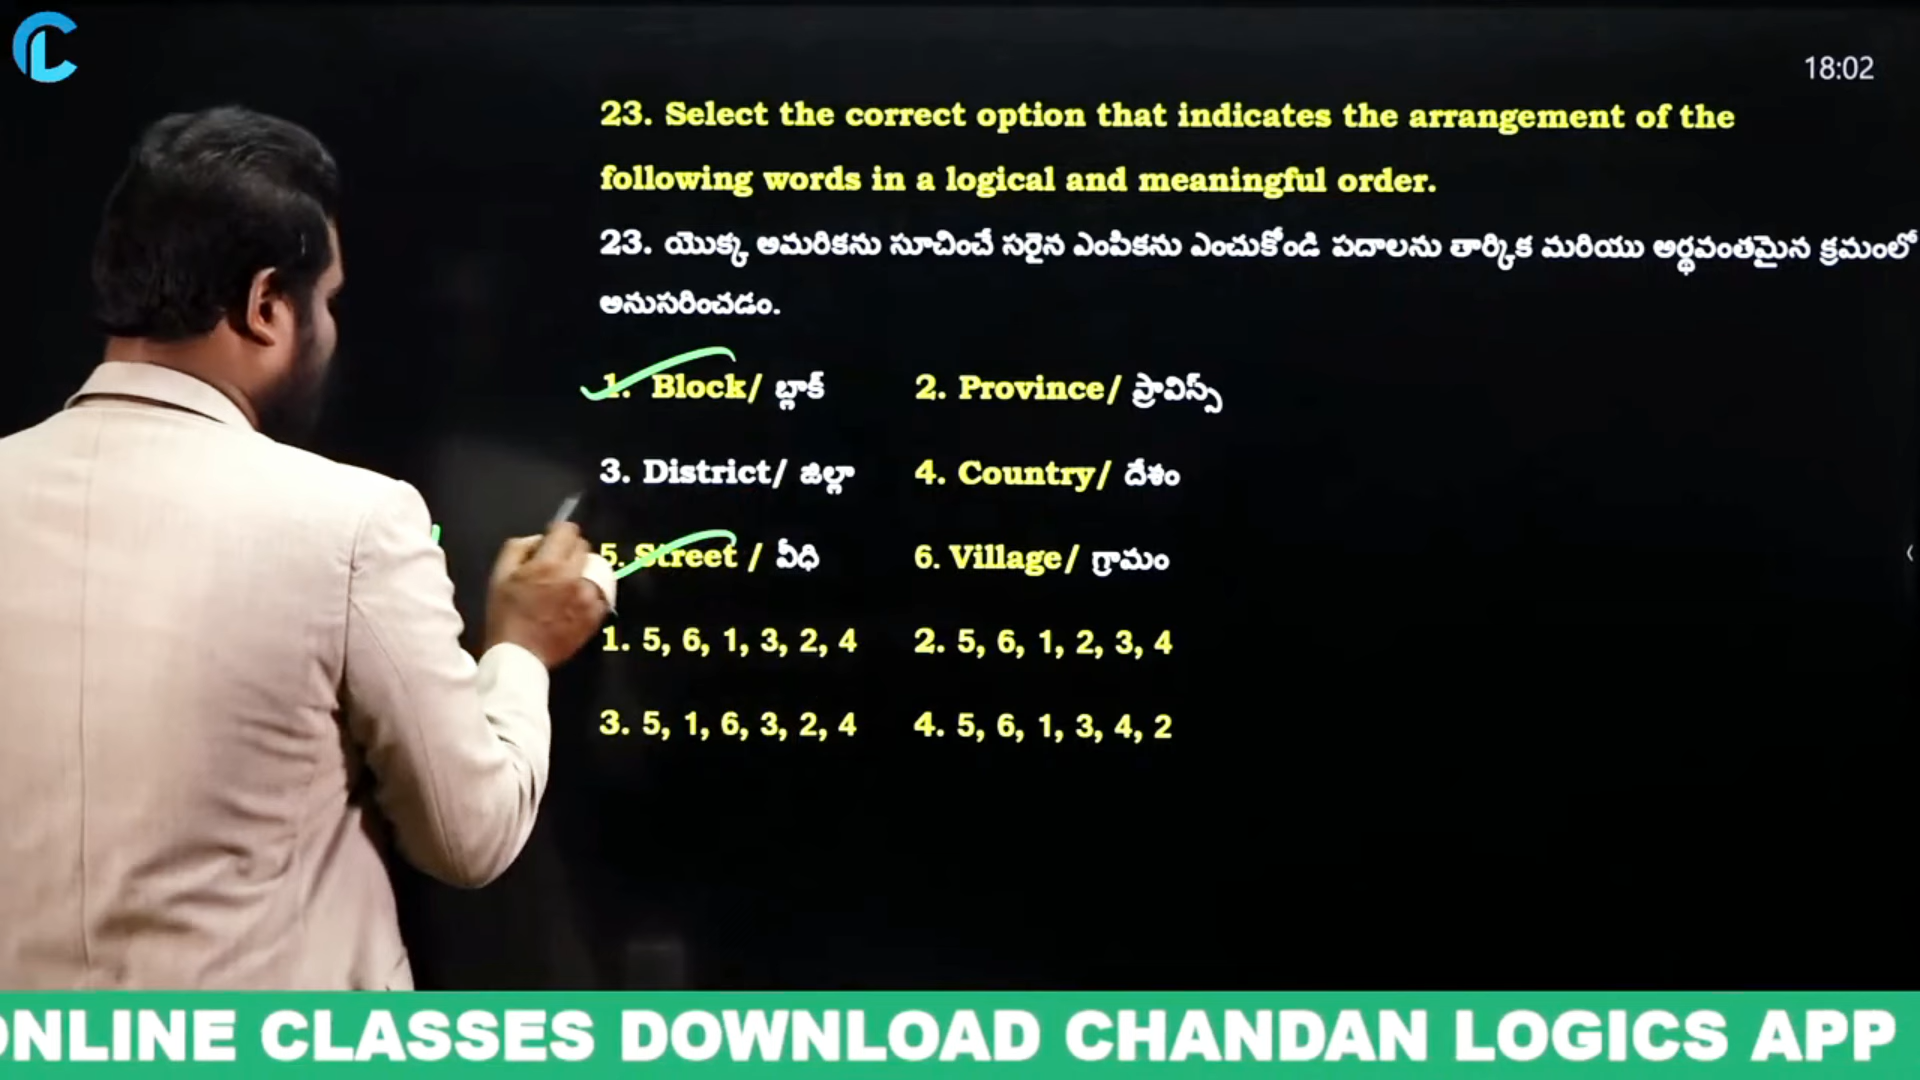 18:02
23. Select the correct option that indicates the arrangement of the
following words in a logical and meaningful order.
23. యొక్క అమరికను సూచించే సరైన ఎంపికను ఎంచుకోండి పదాలను తార్కిక మరియు అర్థవంతమైన క్రమంలో
అనుసరించడం.
1. Block/ బ్లాక్ 2. Province/ ప్రావిన్స్
3. District/ జిల్లా 4. Country/ దేశం
5. Street / వీధి 6. Village/ గ్రామం
1. 5, 6, 1, 3, 2, 4 2. 5, 6, 1, 2, 3, 4
3. 5, 1, 6, 3, 2, 4 4. 5, 6, 1, 3, 4, 2
ONLINE CLASSES DOWNLOAD CHANDAN LOGICS APP